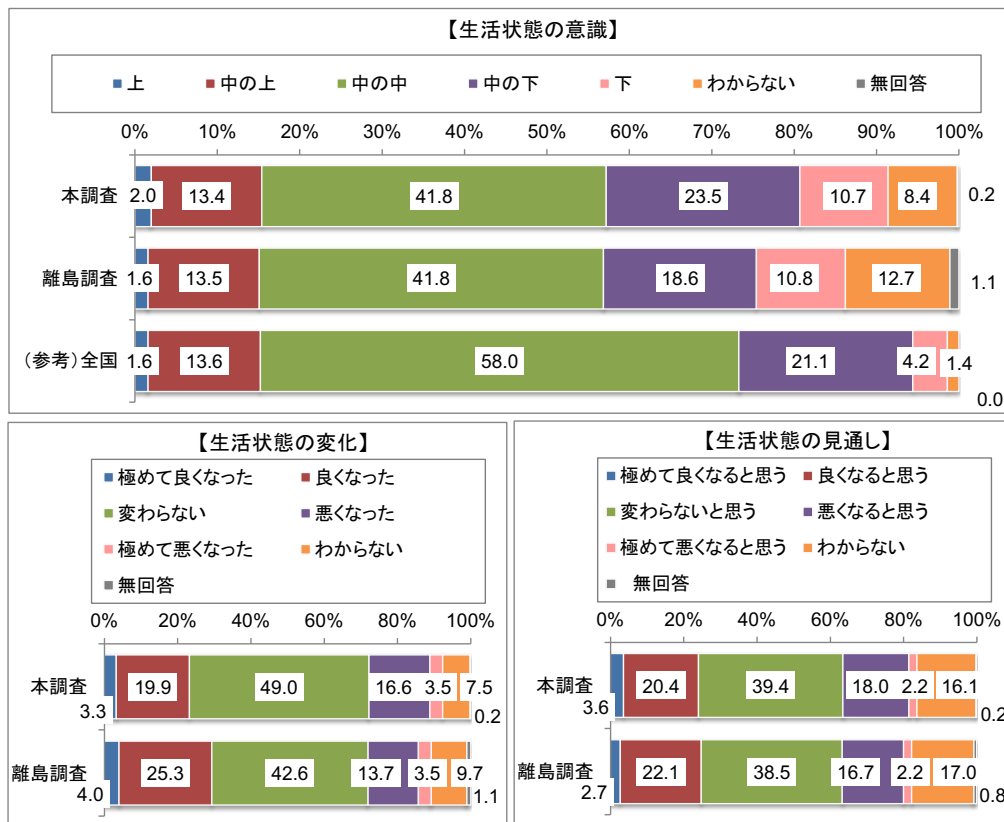 【生活状態の意識】
上 中の上 中の中 中の下 下 わからない 無回答
0% 10% 20% 30% 40% 50% 60% 70% 80% 90% 100%
本調査 2.0 13.4 41.8 23.5 10.7 8.4 0.2
離島調査 1.6 13.5 41.8 18.6 10.8 12.7 1.1
(参考)全国 1.6 13.6 58.0 21.1 4.2 1.4
0.0
【生活状態の変化】
極めて良くなった 良くなった
変わらない 悪くなった
極めて悪くなった わからない
無回答
0% 20% 40% 60% 80% 100%
本調査 19.9 49.0 16.6 3.5 7.5
3.3 0.2
離島調査 25.3 42.6 13.7 3.5 9.7
4.0 1.1
【生活状態の見通し】
極めて良くなると思う 良くなると思う
変わらないと思う 悪くなると思う
極めて悪くなると思う わからない
無回答
0% 20% 40% 60% 80% 100%
本調査 20.4 39.4 18.0 2.2 16.1
3.6 0.2
離島調査 22.1 38.5 16.7 2.2 17.0
2.7 0.8